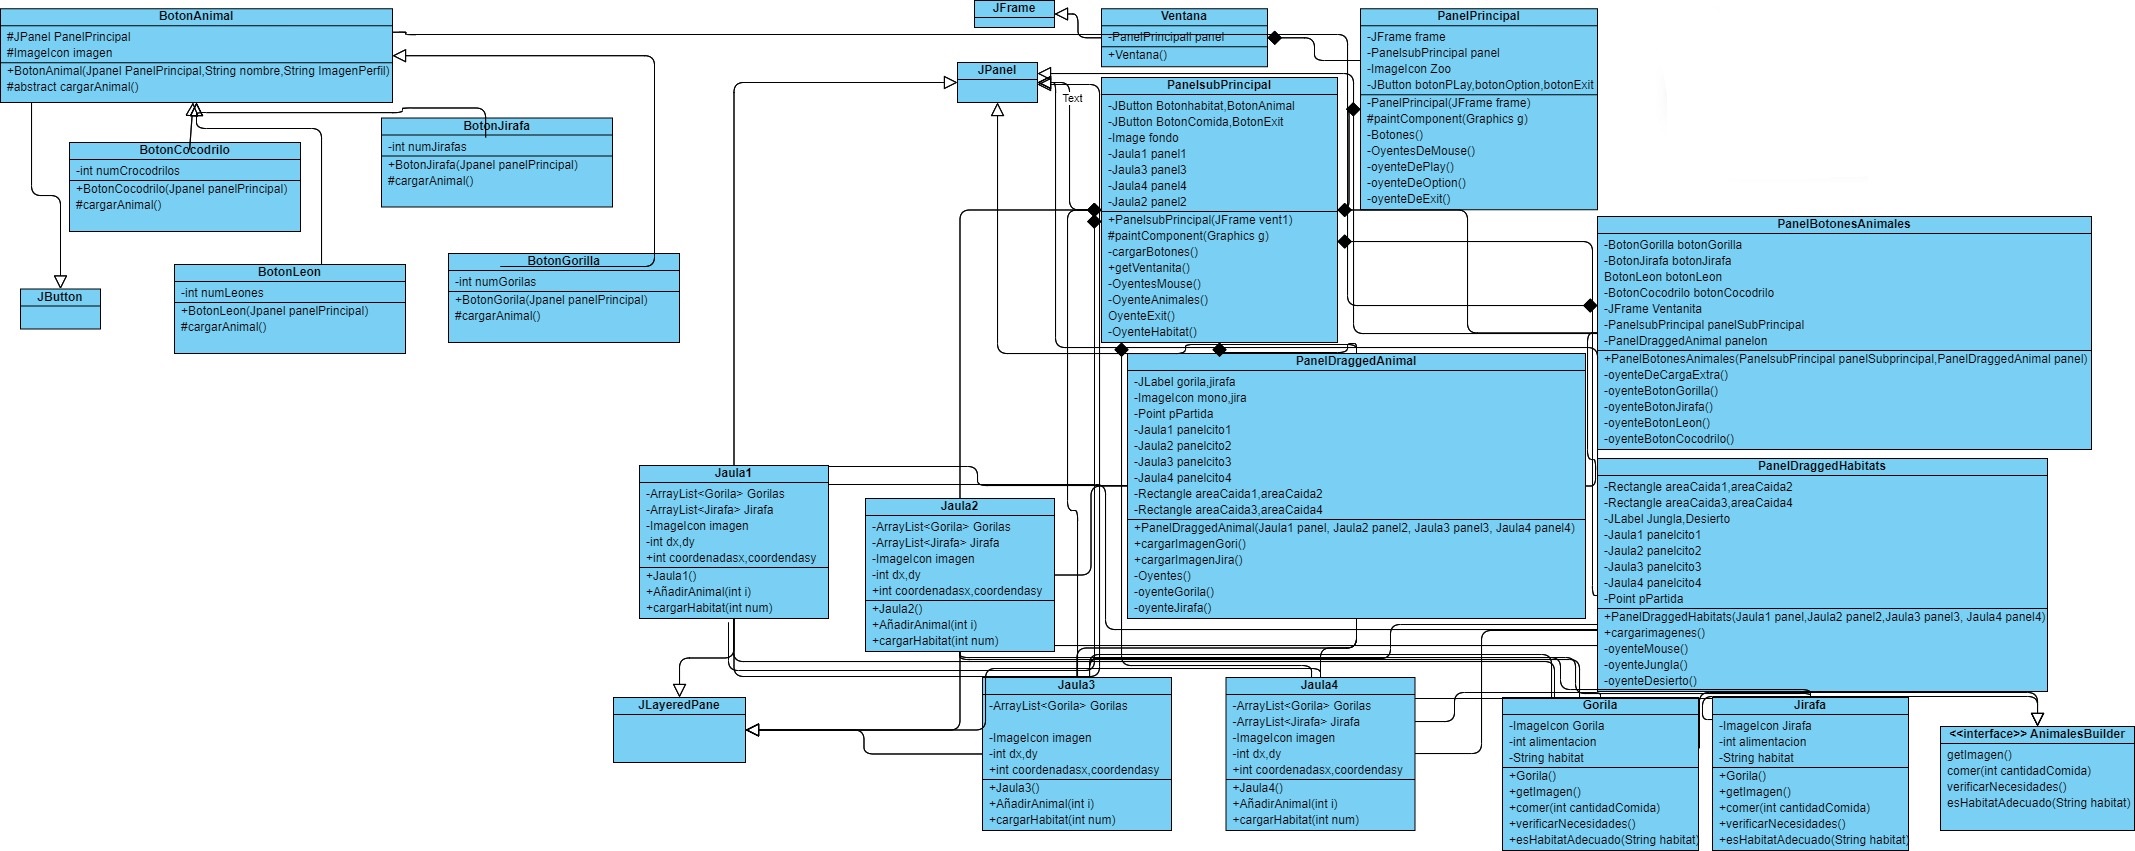 BotonAnimal
#JPanel PanelPrincipal
#ImageIcon imagen
+BotonAnimal(Jpanel PanelPrincipal,String nombre,String ImagenPerfil)
#abstract cargarAnimal()
BotonCocodrilo
-int numCrocodrilos
+BotonCocodrilo(Jpanel panelPrincipal)
#cargarAnimal()
BotonJirafa
-int numJirafas
+BotonJirafa(Jpanel panelPrincipal)
#cargarAnimal()
BotonLeon
-int numLeones
+BotonLeon(Jpanel panelPrincipal)
#cargarAnimal()
BotonGorilla
-int numGorilas
+BotonGorila(Jpanel panelPrincipal)
#cargarAnimal()
JButton
JFrame
JPanel
Text
Ventana
-PanelPrincipall panel
+Ventana()
PanelPrincipal
-JFrame frame
-PanelsubPrincipal panel
-ImageIcon Zoo
-JButton botonPLay,botonOption,botonExit
-PanelPrincipal(JFrame frame)
#paintComponent(Graphics g)
-Botones()
-OyentesDeMouse()
-oyenteDePlay()
-oyenteDeOption()
-oyenteDeExit()
PanelsubPrincipal
-JButton Botonhabitat,BotonAnimal
-JButton BotonComida,BotonExit
-Image fondo
-Jaula1 panel1
-Jaula3 panel3
-Jaula4 panel4
-Jaula2 panel2
+PanelsubPrincipal(JFrame vent1)
#paintComponent(Graphics g)
-cargarBotones()
+getVentanita()
-OyentesMouse()
-OyenteAnimales()
OyenteExit()
-OyenteHabitat()
PanelBotonesAnimales
-BotonGorilla botonGorilla
-BotonJirafa botonJirafa
BotonLeon botonLeon
-BotonCocodrilo botonCocodrilo
-JFrame Ventanita
-PanelsubPrincipal panelSubPrincipal
-PanelDraggedAnimal panelon
+PanelBotonesAnimales(PanelsubPrincipal panelSubprincipal,PanelDraggedAnimal panel)
-oyenteDeCargaExtra()
-oyenteBotonGorilla()
-oyenteBotonJirafa()
-oyenteBotonLeon()
-oyenteBotonCocodrilo()
PanelDraggedAnimal
-JLabel gorila,jirafa
-ImageIcon mono,jira
-Point pPartida
-Jaula1 panelcito1
-Jaula2 panelcito2
-Jaula3 panelcito3
-Jaula4 panelcito4
-Rectangle areaCaida1,areaCaida2
-Rectangle areaCaida3,areaCaida4
+PanelDraggedAnimal(Jaula1 panel, Jaula2 panel2, Jaula3 panel3, Jaula4 panel4)
+cargarImagenGori()
+cargarImagenJira()
-Oyentes()
-oyenteGorila()
-oyenteJirafa()
PanelDraggedHabitats
-Rectangle areaCaida1,areaCaida2
-Rectangle areaCaida3,areaCaida4
-JLabel Jungla,Desierto
-Jaula1 panelcito1
-Jaula2 panelcito2
-Jaula3 panelcito3
-Jaula4 panelcito4
-Point pPartida
+PanelDraggedHabitats(Jaula1 panel,Jaula2 panel2,Jaula3 panel3, Jaula4 panel4)
+cargarimagenes()
-oyenteMouse()
-oyenteJungla()
-oyenteDesierto()
Jaula1
-ArrayList<Gorila> Gorilas
-ArrayList<Jirafa> Jirafa
-ImageIcon imagen
-int dx,dy
+int coordenadasx,coordendasy
+Jaula1()
+AñadirAnimal(int i)
+cargarHabitat(int num)
Jaula2
-ArrayList<Gorila> Gorilas
-ArrayList<Jirafa> Jirafa
-ImageIcon imagen
-int dx,dy
+int coordenadasx,coordendasy
+Jaula2()
+AñadirAnimal(int i)
+cargarHabitat(int num)
JLayeredPane
Jaula3
-ArrayList<Gorila> Gorilas
-ImageIcon imagen
-int dx,dy
+int coordenadasx,coordendasy
+Jaula3()
+AñadirAnimal(int i)
+cargarHabitat(int num)
Jaula4
-ArrayList<Gorila> Gorilas
-ArrayList<Jirafa> Jirafa
-ImageIcon imagen
-int dx,dy
+int coordenadasx,coordendasy
+Jaula4()
+AñadirAnimal(int i)
+cargarHabitat(int num)
Gorila
-ImageIcon Gorila
-int alimentacion
-String habitat
+Gorila()
+getImagen()
+comer(int cantidadComida)
+verificarNecesidades()
+esHabitatAdecuado(String habitat)
Jirafa
-ImageIcon Jirafa
-int alimentacion
-String habitat
+Gorila()
+getImagen()
+comer(int cantidadComida)
+verificarNecesidades()
+esHabitatAdecuado(String habitat)
<<interface>> AnimalesBuilder
getImagen()
comer(int cantidadComida)
verificarNecesidades()
esHabitatAdecuado(String habitat)